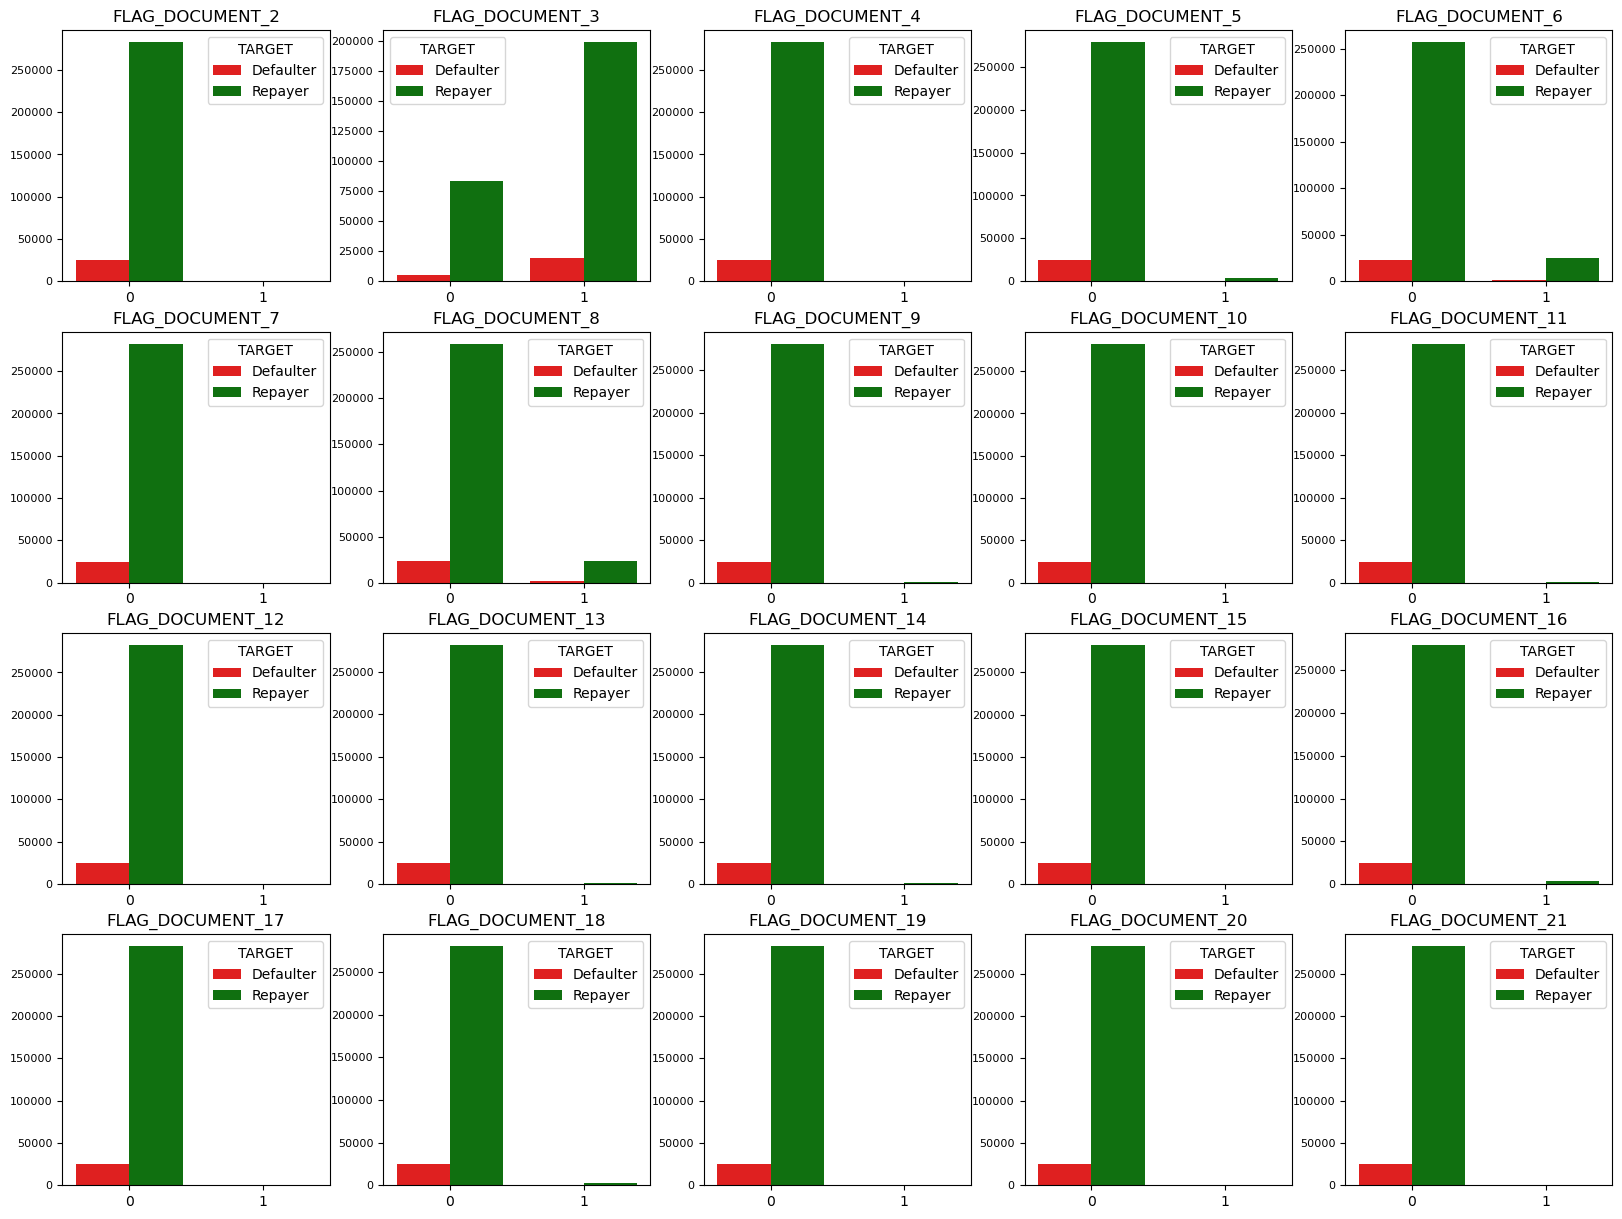 FLAG_DOCUMENT_2
TARGET
Defaulter
Repayer
250000
200000
150000
100000
50000
0
0 1
FLAG_DOCUMENT_3
TARGET
Defaulter
Repayer
200000
175000
150000
125000
100000
75000
50000
25000
0
0 1
FLAG_DOCUMENT_4
TARGET
Defaulter
Repayer
250000
200000
150000
100000
50000
0
0 1
FLAG_DOCUMENT_5
TARGET
Defaulter
Repayer
250000
200000
150000
100000
50000
0
0 1
FLAG_DOCUMENT_6
TARGET
Defaulter
Repayer
250000
200000
150000
100000
50000
0
0 1
FLAG_DOCUMENT_7
TARGET
Defaulter
Repayer
250000
200000
150000
100000
50000
0
0 1
FLAG_DOCUMENT_8
TARGET
Defaulter
Repayer
250000
200000
150000
100000
50000
0
0 1
FLAG_DOCUMENT_9
TARGET
Defaulter
Repayer
250000
200000
150000
100000
50000
0
0 1
FLAG_DOCUMENT_10
TARGET
Defaulter
Repayer
250000
200000
150000
100000
50000
0
0 1
FLAG_DOCUMENT_11
TARGET
Defaulter
Repayer
250000
200000
150000
100000
50000
0
0 1
FLAG_DOCUMENT_12
TARGET
Defaulter
Repayer
250000
200000
150000
100000
50000
0
0 1
FLAG_DOCUMENT_13
TARGET
Defaulter
Repayer
250000
200000
150000
100000
50000
0
0 1
FLAG_DOCUMENT_14
TARGET
Defaulter
Repayer
250000
200000
150000
100000
50000
0
0 1
FLAG_DOCUMENT_15
TARGET
Defaulter
Repayer
250000
200000
150000
100000
50000
0
0 1
FLAG_DOCUMENT_16
TARGET
Defaulter
Repayer
250000
200000
150000
100000
50000
0
0 1
FLAG_DOCUMENT_17
TARGET
Defaulter
Repayer
250000
200000
150000
100000
50000
0
0 1
FLAG_DOCUMENT_18
TARGET
Defaulter
Repayer
250000
200000
150000
100000
50000
0
0 1
FLAG_DOCUMENT_19
TARGET
Defaulter
Repayer
250000
200000
150000
100000
50000
0
0 1
FLAG_DOCUMENT_20
TARGET
Defaulter
Repayer
250000
200000
150000
100000
50000
0
0 1
FLAG_DOCUMENT_21
TARGET
Defaulter
Repayer
250000
200000
150000
100000
50000
0
0 1